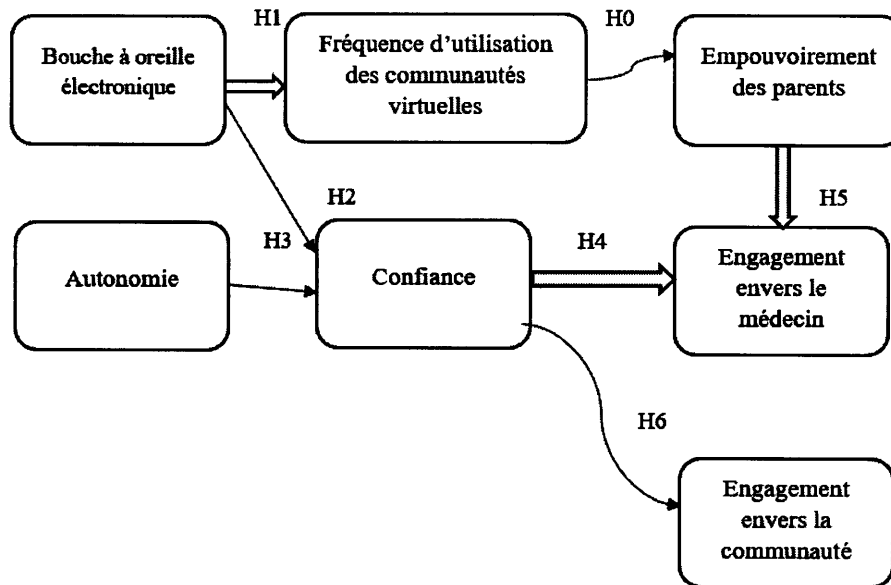 H1
H0
Bouche à oreille
électronique
Fréquence d'utilisation
des communautés
virtuelles
Empouvoirement
des parents
H2
H5
H3
H4
Autonomie
Confiance
Engagement
envers le
médecin
H6
Engagement
envers la
communauté